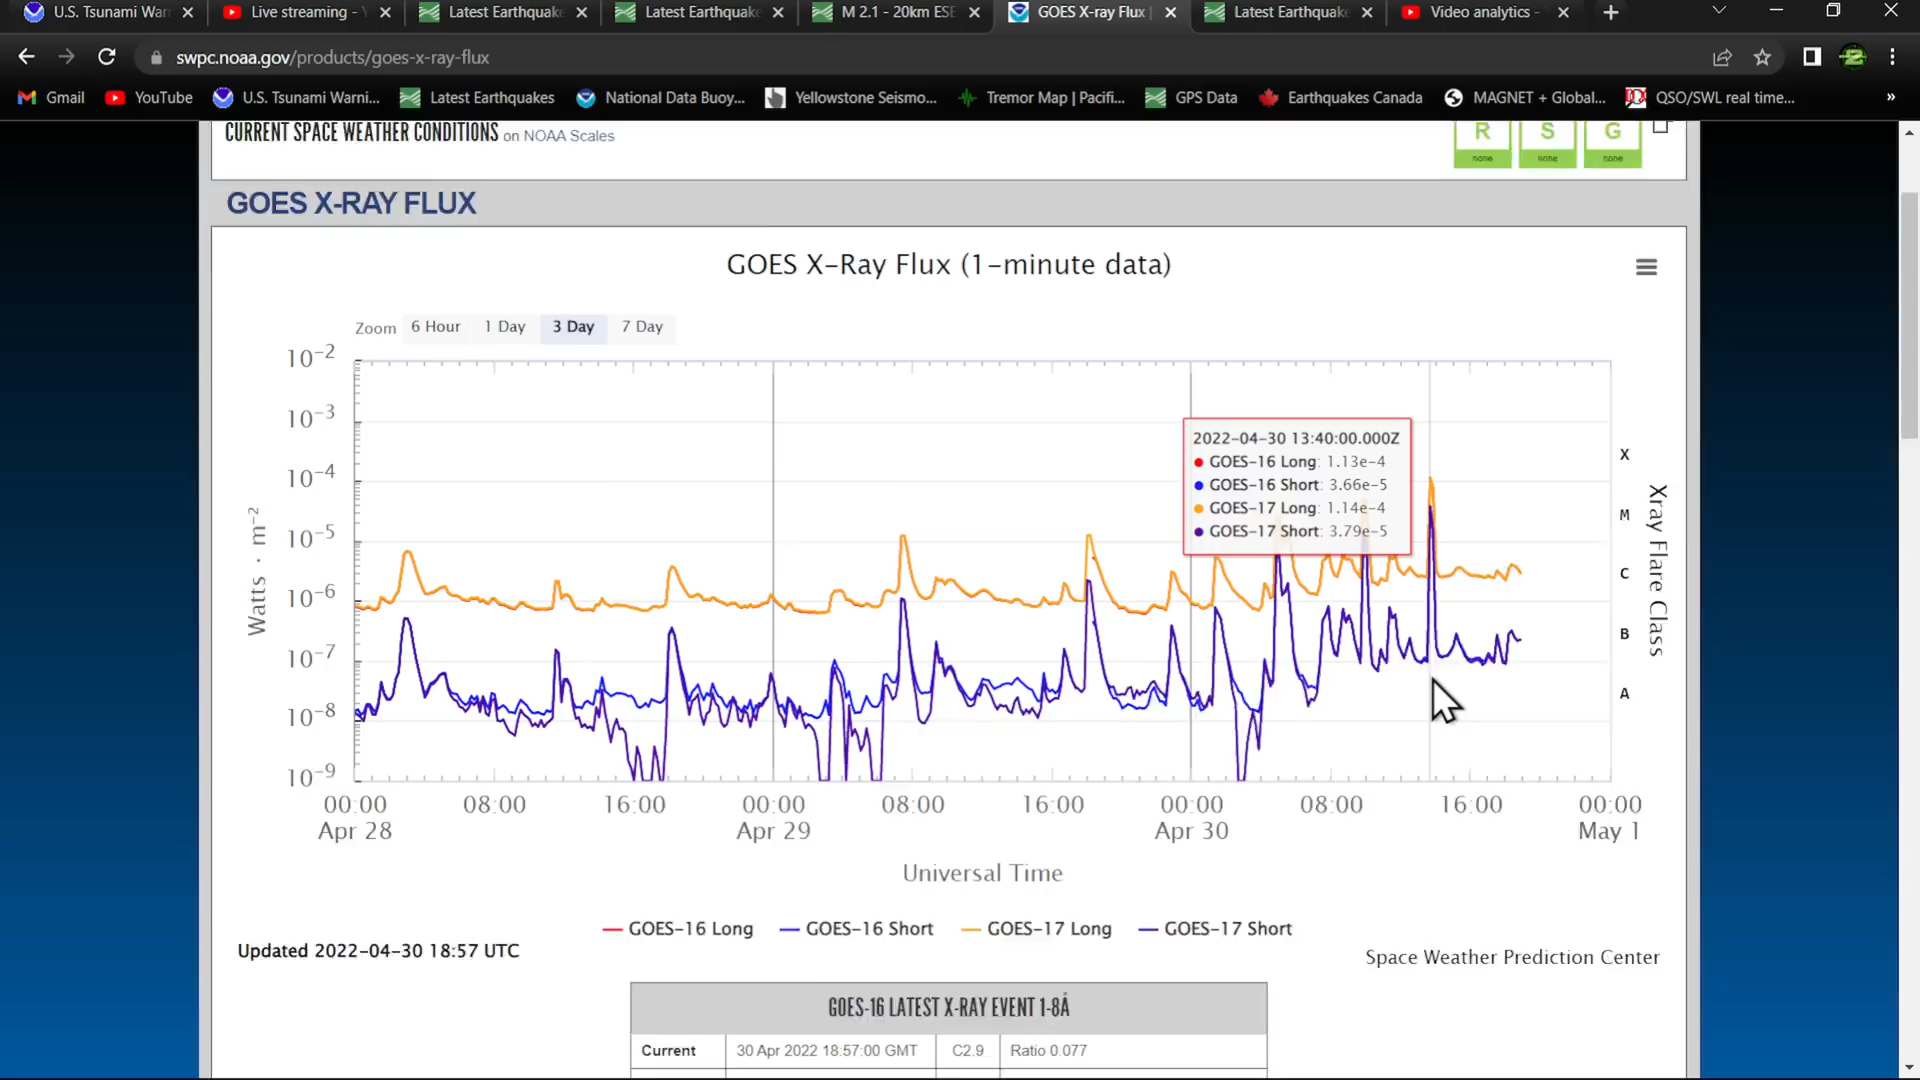 U.S. Tsunami War
Live streaming -
Latest Earthquake
Latest Earthquake
M 2.1 - 20km ESE
GOES X-ray Flux |
Latest Earthquake
Video analytics -
swpc.noaa.gov/products/goes-x-ray-flux
Gmail
YouTube
U.S. Tsunami Warni...
Latest Earthquakes
National Data Buoy...
Yellowstone Seismo...
Tremor Map | Pacifi...
GPS Data
Earthquakes Canada
MAGNET + Global...
QSO/SWL real time...
»
CURRENT SPACE WEATHER CONDITIONS on NOAA Scales
R S G
none none none
GOES X-RAY FLUX
GOES X-Ray Flux (1-minute data)
Zoom 6 Hour 1 Day 3 Day 7 Day
10-2
10-3
10-4
10-5
10-6
10-7
10-8
10-9
Watts · m-2
2022-04-30 13:40:00.000Z
GOES-16 Long: 1.13e-4
GOES-16 Short: 3.66e-5
GOES-17 Long: 1.14e-4
GOES-17 Short: 3.79e-5
X
M
C
B
A
Xray Flare Class
00:00 08:00 16:00 00:00 08:00 16:00 00:00 08:00 16:00 00:00
Apr 28 Apr 29 Apr 30 May 1
Universal Time
GOES-16 Long GOES-16 Short GOES-17 Long GOES-17 Short
Updated 2022-04-30 18:57 UTC
Space Weather Prediction Center
GOES-16 LATEST X-RAY EVENT 1-8Å
Current 30 Apr 2022 18:57:00 GMT C2.9 Ratio 0.077